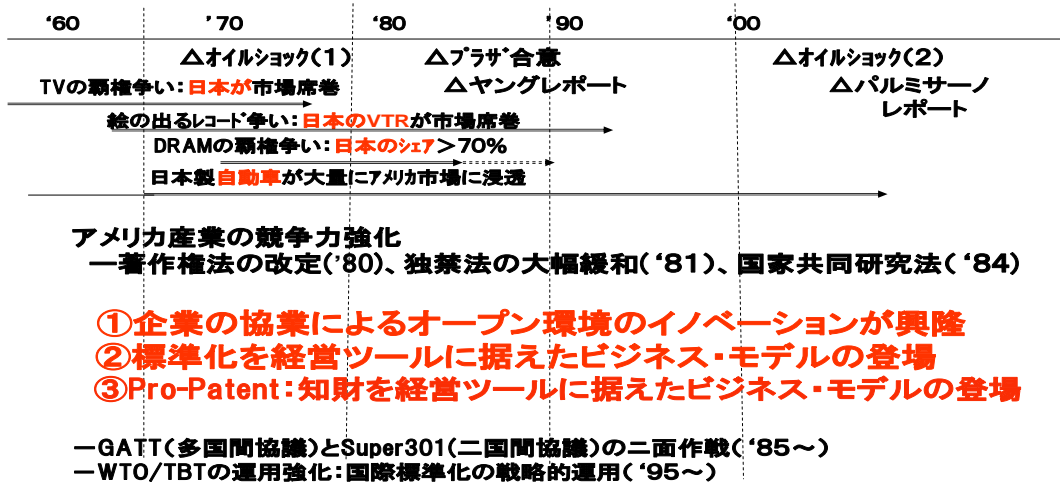 ‘60 ’70 ‘80 ‘90 ‘00
△オイルショック(1) △プラザ合意 △オイルショック(2)
TVの覇権争い:日本が市場席巻 △ヤングレポート △パルミサーノ
レポート
絵の出るレコード争い:日本のVTRが市場席巻
DRAMの覇権争い:日本のシェア>70%
日本製自動車が大量にアメリカ市場に浸透
アメリカ産業の競争力強化
ー著作権法の改定(’80)、独禁法の大幅緩和(‘81)、国家共同研究法(‘84)
①企業の協業によるオープン環境のイノベーションが興隆
②標準化を経営ツールに据えたビジネス・モデルの登場
③Pro-Patent:知財を経営ツールに据えたビジネス・モデルの登場
ーGATT(多国間協議)とSuper301(二国間協議)の二面作戦(‘85~)
ーWTO/TBTの運用強化:国際標準化の戦略的運用(‘95~)